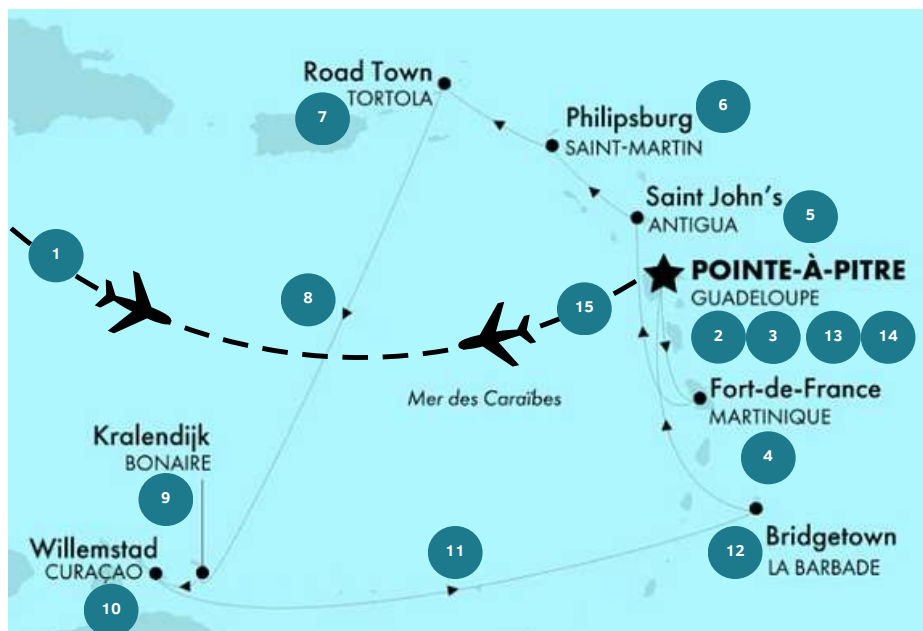 Road Town
TORTOLA
7
Philipsburg
SAINT-MARTIN
6
Saint John's
ANTIGUA
5
1
POINTE-À-PITRE
GUADELOUPE
2 3 13 14
8
15
Mer des Caraïbes
Fort-de-France
MARTINIQUE
4
Kralendijk
BONAIRE
9
Willemstad
CURAÇAO
10
11
12
Bridgetown
LA BARBADE